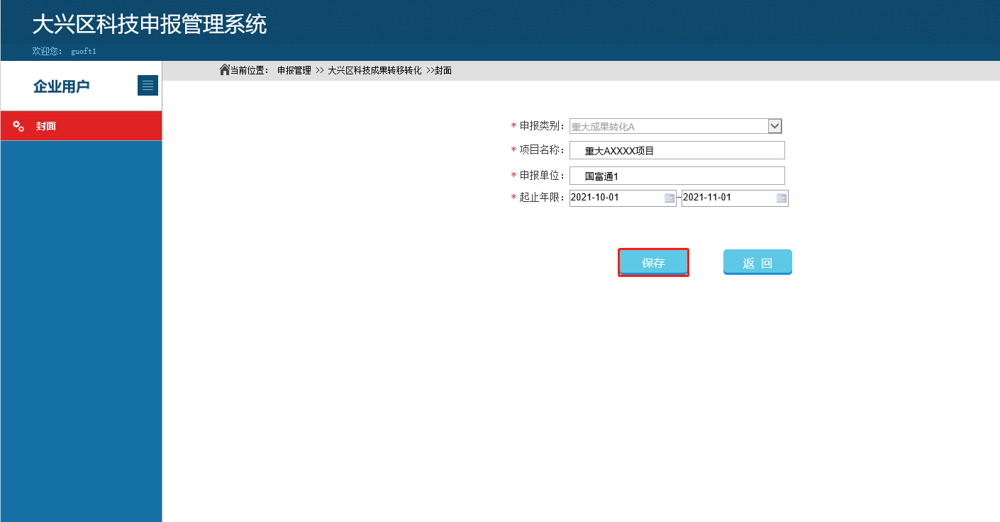 大兴区科技申报管理系统
欢迎您： guoft1
企业用户
当前位置： 申报管理 >> 大兴区科技成果转移转化 >>封面
封面
* 申报类别： 重大成果转化A
* 项目名称： 重大AXXXX项目
* 申报单位： 国富通1
* 起止年限： 2021-10-01 - 2021-11-01
保存 返 回